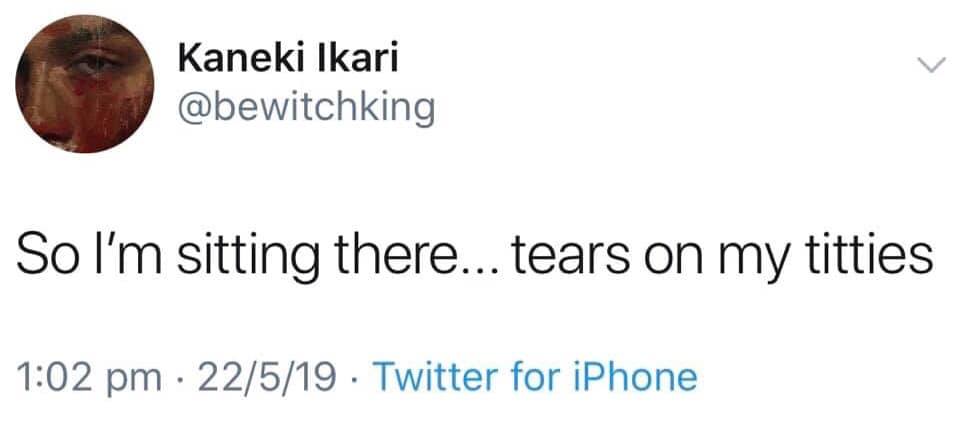 Kaneki Ikari
@bewitchking
So I'm sitting there... tears on my titties
1:02 pm · 22/5/19 · Twitter for iPhone